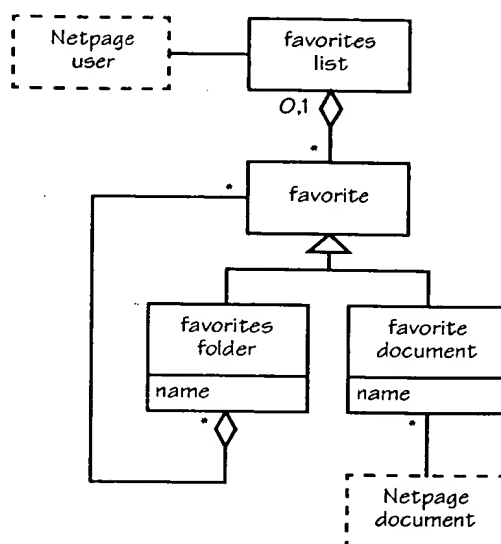 Netpage
user
favorites
list
0,1
*
*
favorite
favorites
folder
name
*
favorite
document
name
*
Netpage
document